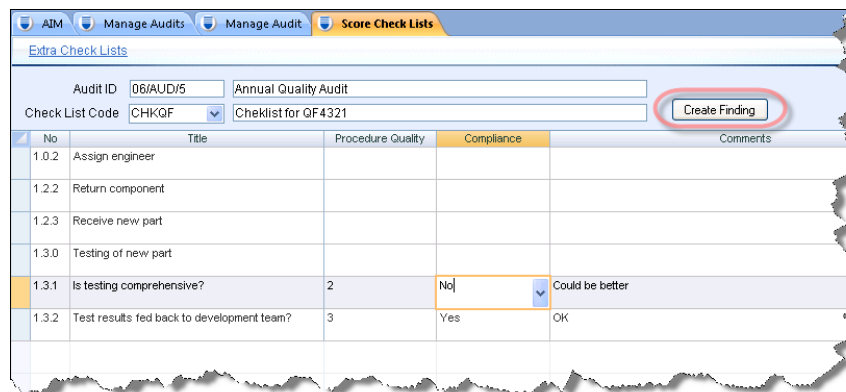 AIM Manage Audits Manage Audit Score Check Lists
Extra Check Lists
Audit ID 06/AUD/5 Annual Quality Audit
Check List Code CHKQF Cheklist for QF4321 Create Finding
No Title Procedure Quality Compliance Comments
1.0.2 Assign engineer
1.2.2 Return component
1.2.3 Receive new part
1.3.0 Testing of new part
1.3.1 Is testing comprehensive? 2 No Could be better
1.3.2 Test results fed back to development team? 3 Yes OK